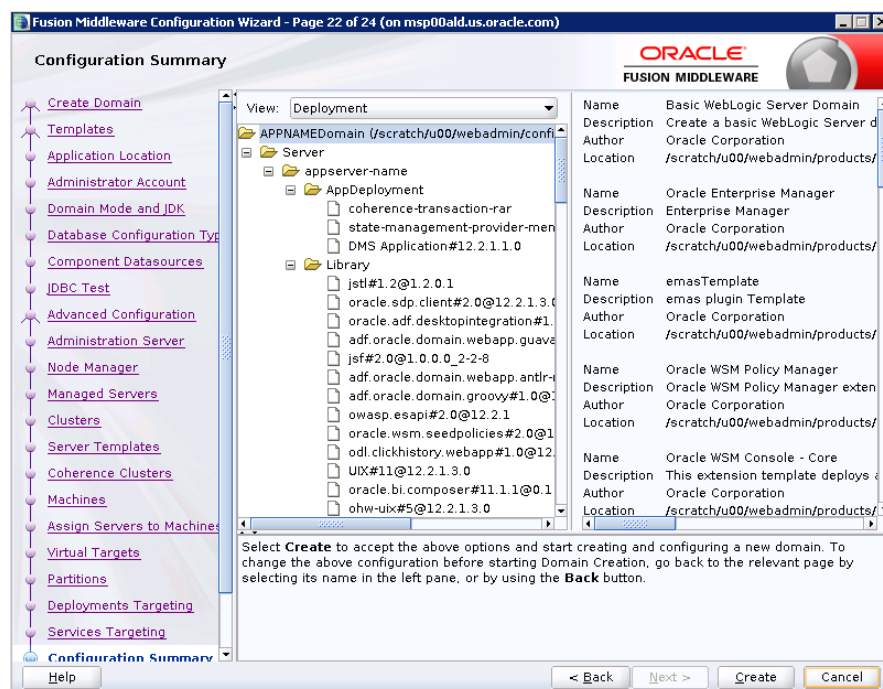 Fusion Middleware Configuration Wizard - Page 22 of 24 (on msp00ald.us.oracle.com)
Configuration Summary
ORACLE
FUSION MIDDLEWARE
Create Domain
Templates
Application Location
Administrator Account
Domain Mode and JDK
Database Configuration Typ
Component Datasources
JDBC Test
Advanced Configuration
Administration Server
Node Manager
Managed Servers
Clusters
Server Templates
Coherence Clusters
Machines
Assign Servers to Machines
Virtual Targets
Partitions
Deployments Targeting
Services Targeting
Configuration Summary
View: Deployment
APPNAMEDomain (/scratch/u00/webadmin/confi
Server
appserver-name
AppDeployment
coherence-transaction-rar
state-management-provider-men
DMS Application#12.2.1.1.0
Library
jstl#1.2@1.2.0.1
oracle.sdp.client#2.0@12.2.1.3.0
oracle.adf.desktopintegration#1.
adf.oracle.domain.webapp.guava
jsf#2.0@1.0.0.0_2-2-8
adf.oracle.domain.webapp.antlr-
adf.oracle.domain.groovy#1.0@
owasp.esapi#2.0@12.2.1
oracle.wsm.seedpolicies#2.0@1
odl.clickhistory.webapp#1.0@12.
UIX#11@12.2.1.3.0
oracle.bi.composer#11.1.1@0.1
ohw-uix#5@12.2.1.3.0
Name Basic WebLogic Server Domain
Description Create a basic WebLogic Server d
Author Oracle Corporation
Location /scratch/u00/webadmin/products/
Name Oracle Enterprise Manager
Description Enterprise Manager
Author Oracle Corporation
Location /scratch/u00/webadmin/products/
Name emasTemplate
Description emas plugin Template
Author Oracle Corporation
Location /scratch/u00/webadmin/products/
Name Oracle WSM Policy Manager
Description Oracle WSM Policy Manager exten
Author Oracle Corporation
Location /scratch/u00/webadmin/products/
Name Oracle WSM Console - Core
Description This extension template deploys a
Author Oracle Corporation
Location /scratch/u00/webadmin/products/
Select Create to accept the above options and start creating and configuring a new domain. To
change the above configuration before starting Domain Creation, go back to the relevant page by
selecting its name in the left pane, or by using the Back button.
Help
< Back
Next >
Create
Cancel